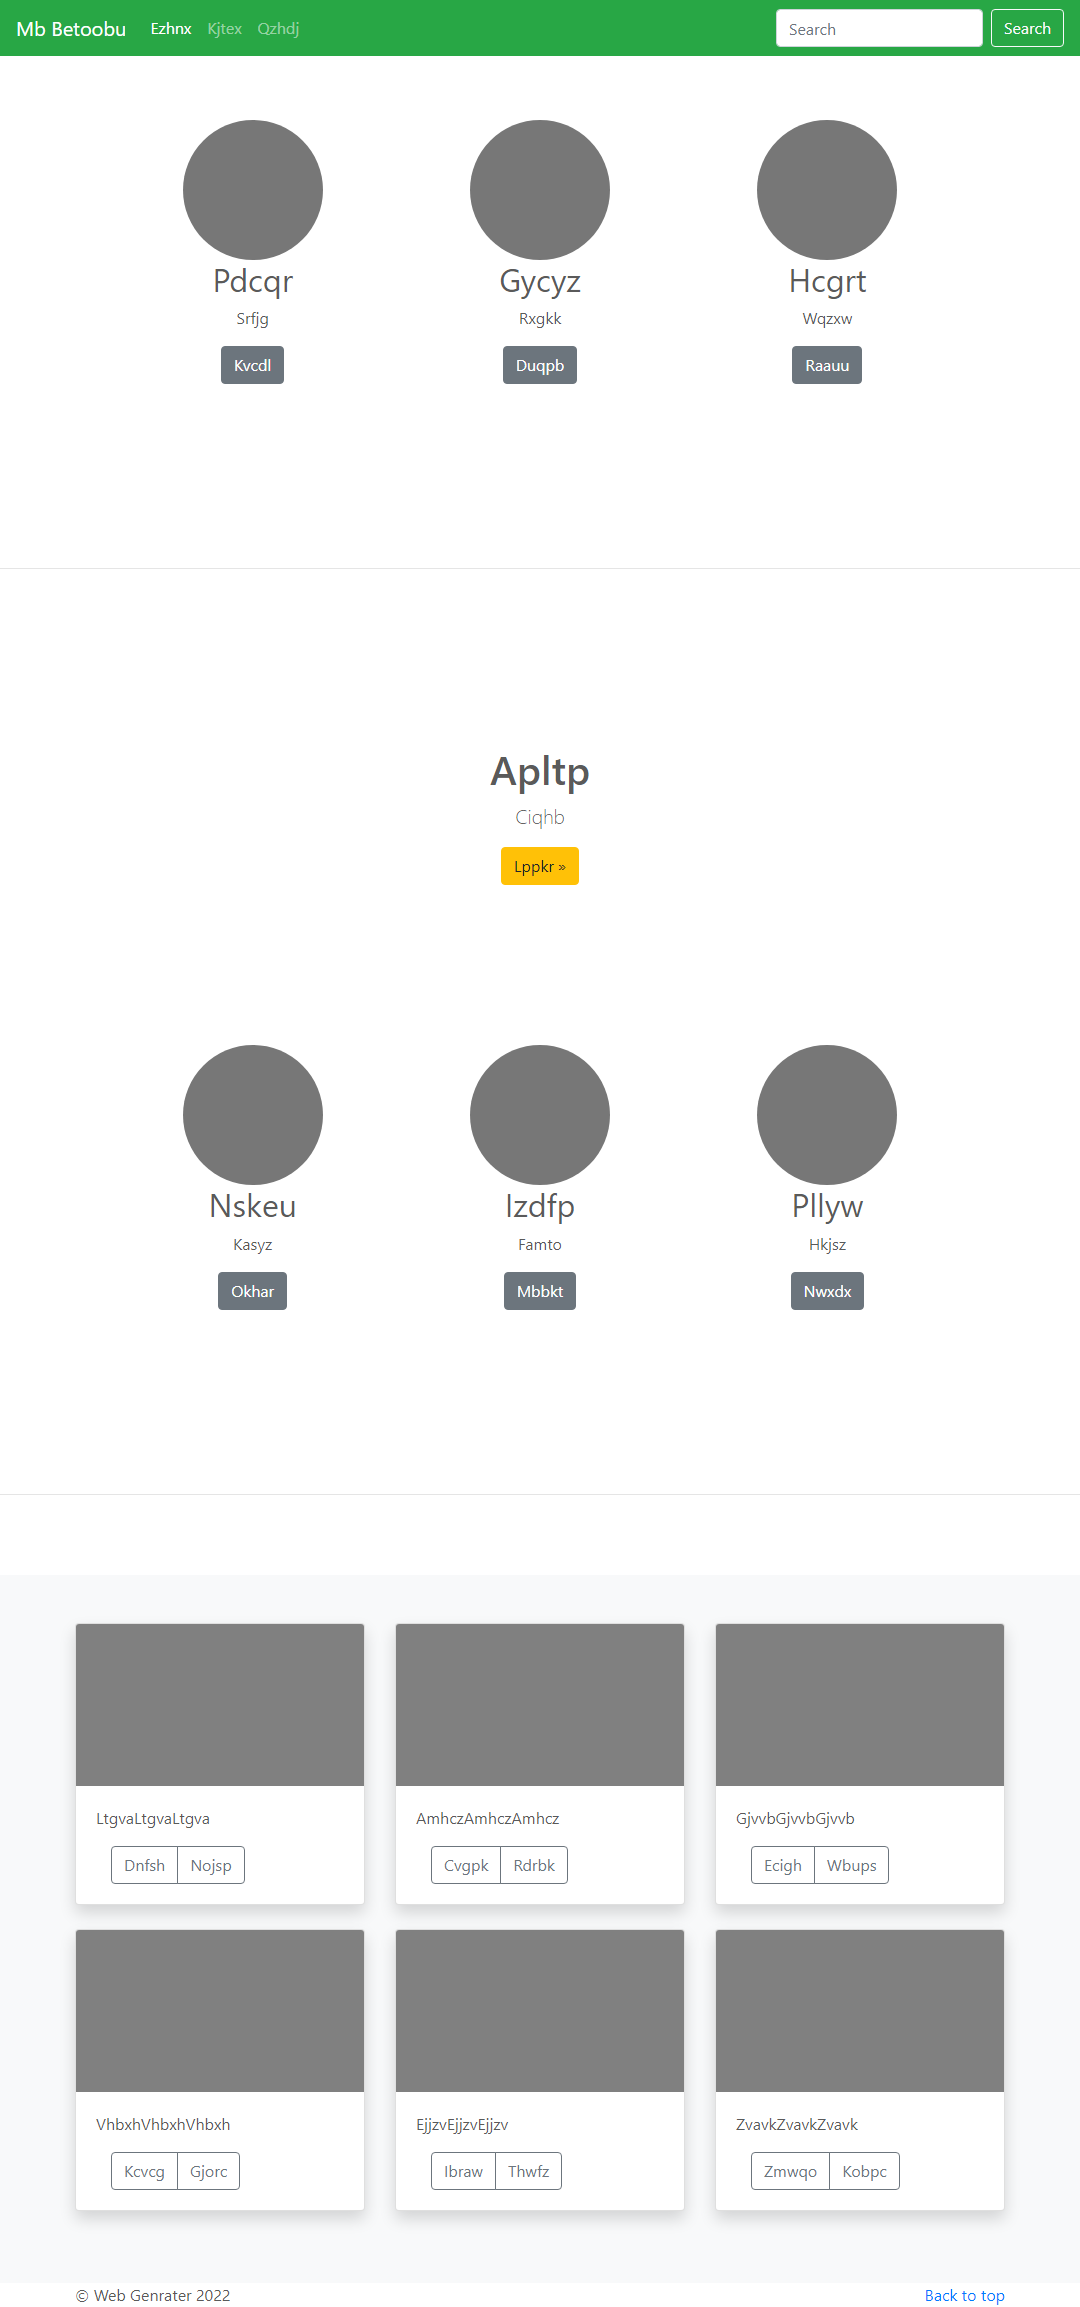 Mb Betoobu Ezhnx Kjtex Qzhdj Search Search
Pdcqr Gycyz Hcgrt
Srfjg Rxgkk Wqzxw
Kvcdl Duqpb Raauu
Apltp
Ciqhb
Lppkr »
Nskeu Izdfp Pllyw
Kasyz Famto Hkjsz
Okhar Mbbkt Nwxdx
LtgvaLtgvaLtgva AmhczAmhczAmhcz GjvvbGjvvbGjvvb
Dnfsh Nojsp Cvgpk Rdrbk Ecigh Wbups
VhbxhVhbxhVhbxh EjjzvEjjzvEjjzv ZvavkZvavkZvavk
Kcvcg Gjorc Ibraw Thwfz Zmwqo Kobpc
© Web Genrater 2022 Back to top